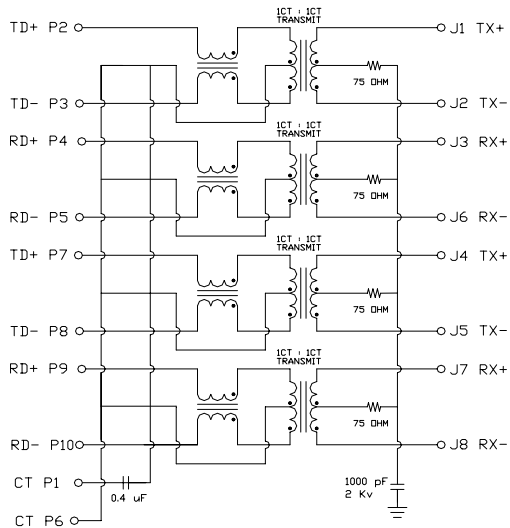 1CT : 1CT
TRANSMIT
TD+ P2
J1 TX+
75 OHM
TD- P3
J2 TX-
1CT : 1CT
TRANSMIT
RD+ P4
J3 RX+
75 OHM
RD- P5
J6 RX-
1CT : 1CT
TRANSMIT
TD+ P7
J4 TX+
75 OHM
TD- P8
J5 TX-
1CT : 1CT
TRANSMIT
RD+ P9
J7 RX+
75 OHM
RD- P10
J8 RX-
CT P1
0.4 uF
1000 pF
2 Kv
CT P6